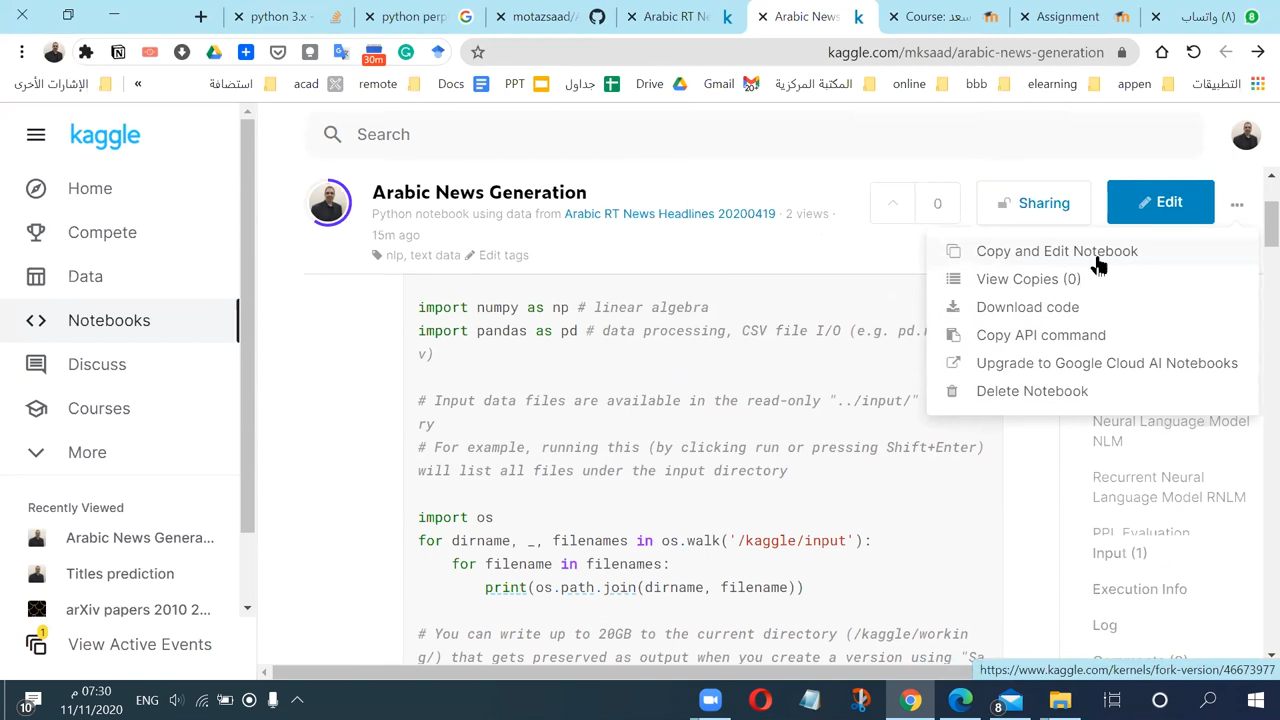 Python 3.x
python perp
motazsaad/
Arabic RT N
Arabic News
Course: سعد
Assignment
(٨) واتساب
30m
kaggle.com/mksaad/arabic-news-generation
الإشارات الأخرى
«
استضافة
acad
remote
Docs
PPT
جداول
Drive
Gmail
20+
المكتبة المركزية
online
bbb
elearning
appen
التطبيقات
kaggle
Search
Home
Compete
Data
Notebooks
Discuss
Courses
More
Recently Viewed
Arabic News Genera...
Titles prediction
arXiv papers 2010 2...
1
View Active Events
Arabic News Generation
Python notebook using data from Arabic RT News Headlines 20200419 · 2 views ·
15m ago
nlp, text data Edit tags
0
Sharing
Edit
Copy and Edit Notebook
View Copies (0)
Download code
Copy API command
Upgrade to Google Cloud AI Notebooks
Delete Notebook
import numpy as np # linear algebra
import pandas as pd # data processing, CSV file I/O (e.g. pd.r
v)
# Input data files are available in the read-only "../input/"
ry
# For example, running this (by clicking run or pressing Shift+Enter)
will list all files under the input directory
import os
for dirname, _, filenames in os.walk('/kaggle/input'):
for filename in filenames:
print(os.path.join(dirname, filename))
# You can write up to 20GB to the current directory (/kaggle/workin
g/) that gets preserved as output when you create a version using "Sa
Neural Language Model
NLM
Recurrent Neural
Language Model RNLM
PPL Evaluation
Input (1)
Execution Info
Log
https://www.kaggle.com/kernels/fork-version/46673977
10
07:30 م
11/11/2020
ENG
8